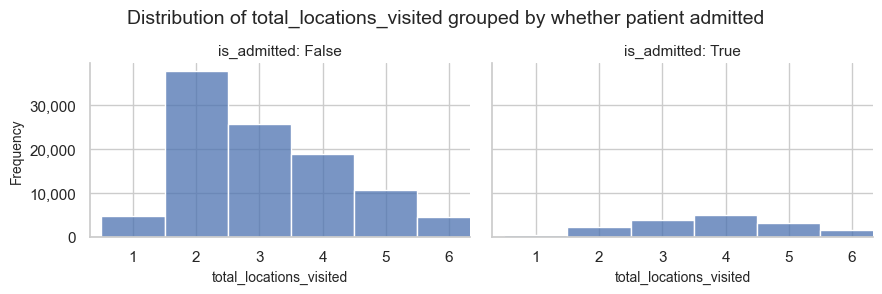 Distribution of total_locations_visited grouped by whether patient admitted
is_admitted: False
is_admitted: True
Frequency
30,000
20,000
10,000
0
1 2 3 4 5 6
1 2 3 4 5 6
total_locations_visited
total_locations_visited